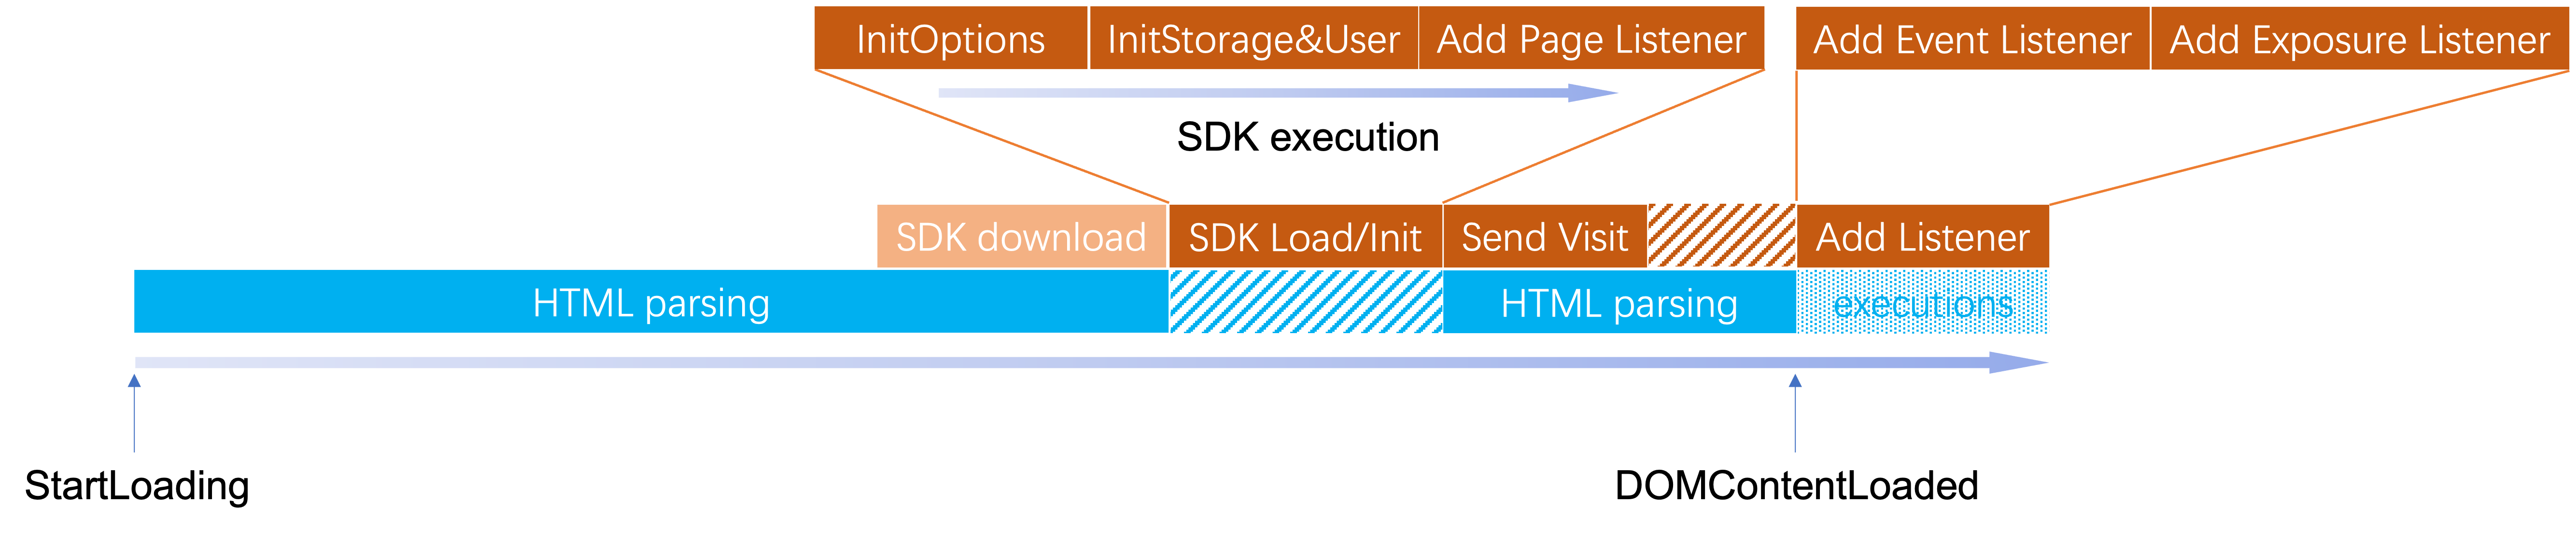 InitOptions
InitStorage&User
Add Page Listener
Add Event Listener
Add Exposure Listener
SDK execution
SDK download
SDK Load/Init
Send Visit
Add Listener
HTML parsing
HTML parsing
executions
StartLoading
DOMContentLoaded